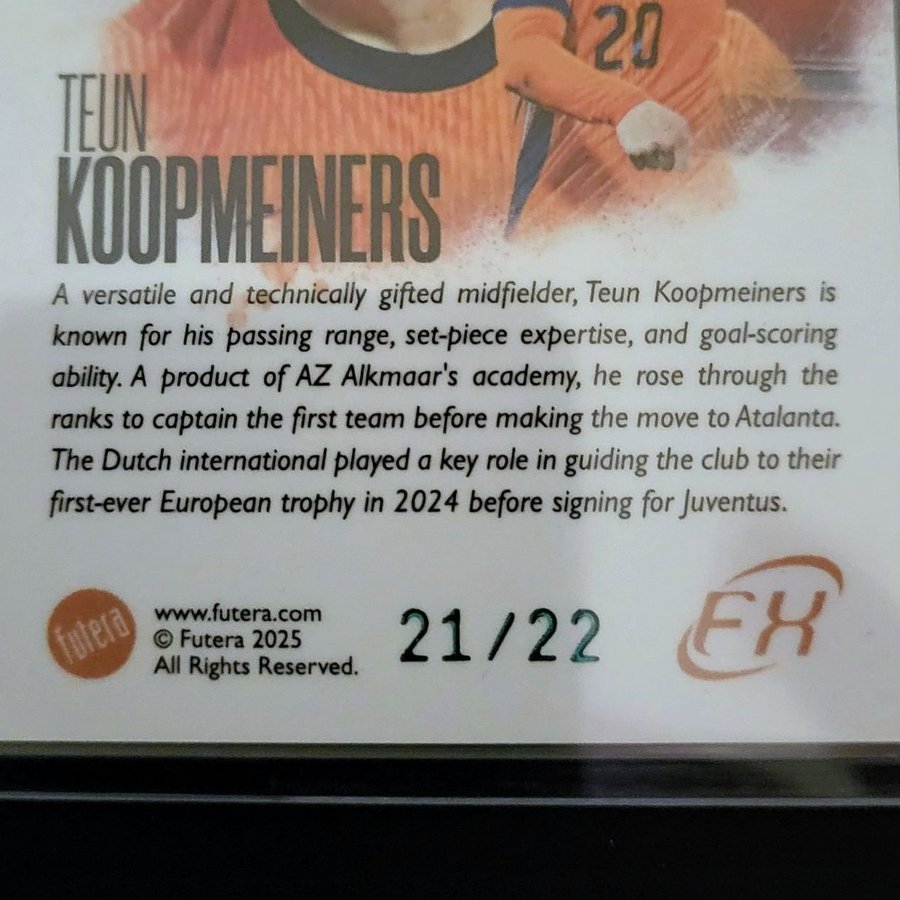 20
TEUN
KOOPMEINERS
A versatile and technically gifted midfielder, Teun Koopmeiners is
known for his passing range, set-piece expertise, and goal-scoring
ability. A product of AZ Alkmaar's academy, he rose through the
ranks to captain the first team before making the move to Atalanta.
The Dutch international played a key role in guiding the club to their
first-ever European trophy in 2024 before signing for Juventus.
futera
www.futera.com
© Futera 2025
All Rights Reserved.
21/22
FX